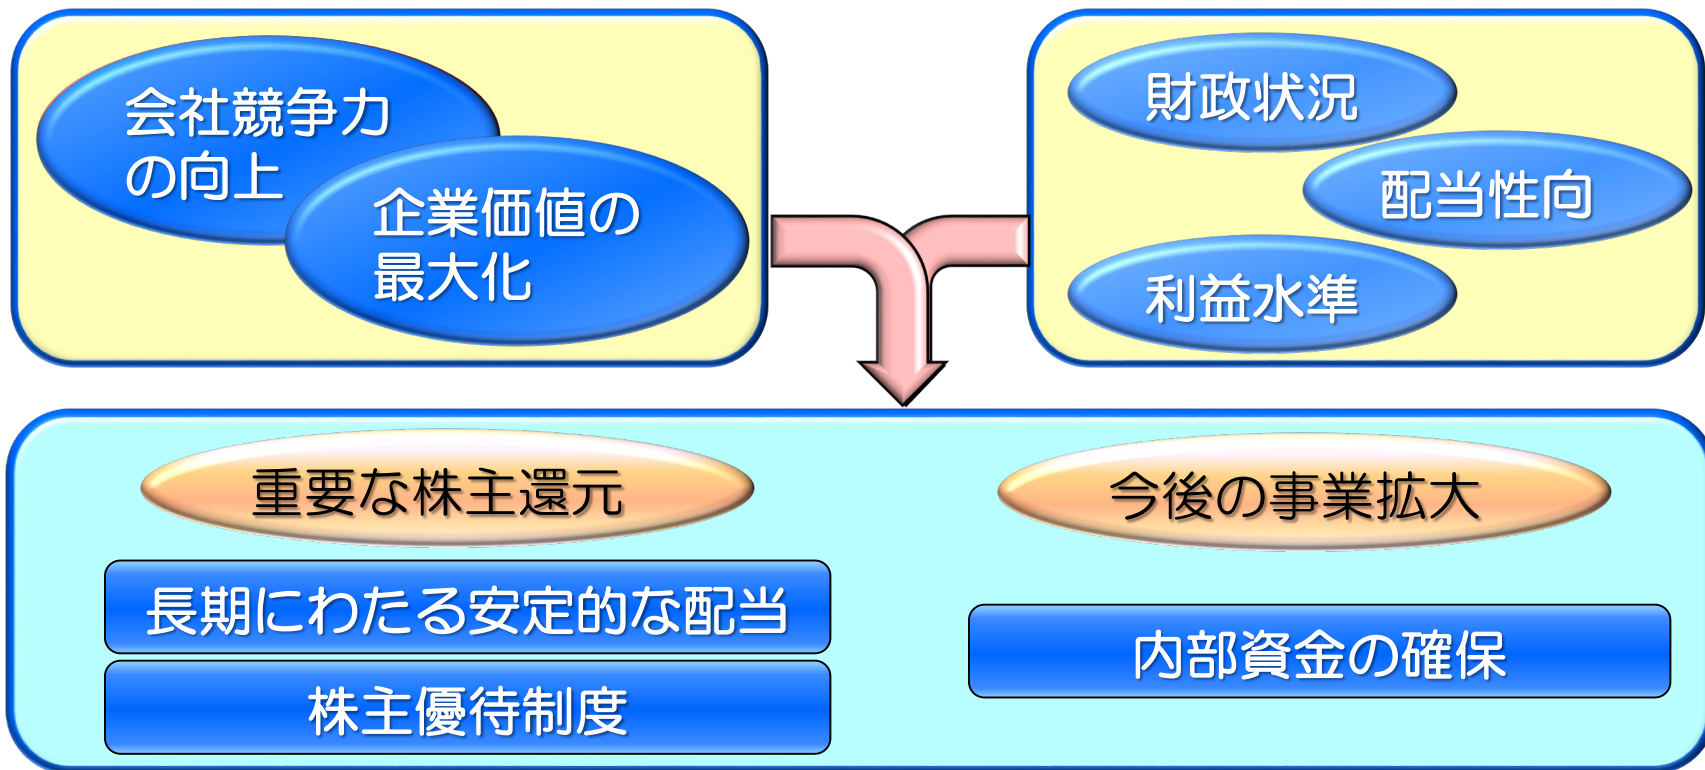 会社競争力
の向上
企業価値の
最大化
財政状況
配当性向
利益水準
重要な株主還元
長期にわたる安定的な配当
株主優待制度
今後の事業拡大
内部資金の確保